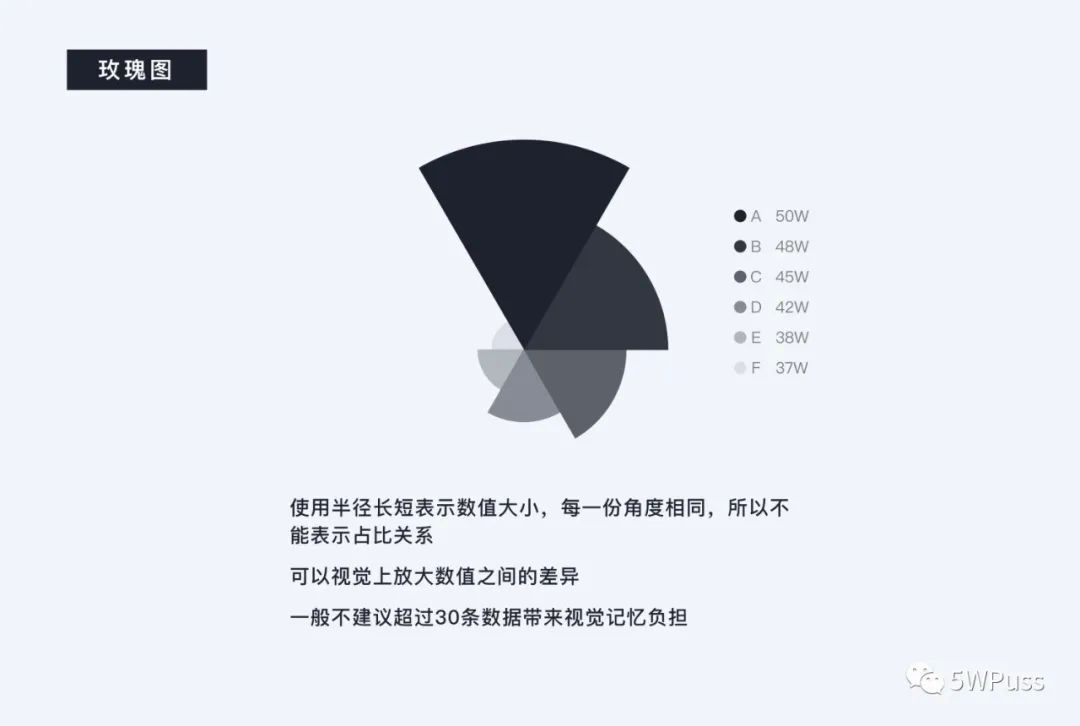 玫瑰图
A 50W
B 48W
C 45W
D 42W
E 38W
F 37W
使用半径长短表示数值大小，每一份角度相同，所以不
能表示占比关系
可以视觉上放大数值之间的差异
一般不建议超过30条数据带来视觉记忆负担
5WPuss